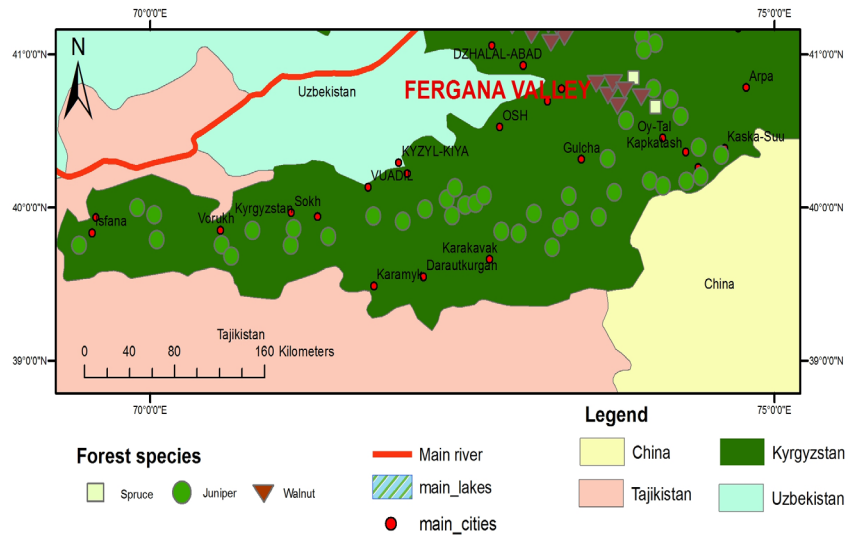 70°0'0"E 75°0'0"E
41°0'0"N 41°0'0"N
N
DZHALAL-ABAD
Arpa
Uzbekistan
FERGANA VALLEY
OSH
Oy-Tal
Kapkatash
Kaska-Suu
Gulcha
KYZYL-KIYA
VUADIL
40°0'0"N 40°0'0"N
Isfana
Vorukh
Kyrgyzstan
Sokh
Karakavak
Darautkurgan
Karamyk
China
Tajikistan
0 40 80 160 Kilometers
39°0'0"N 39°0'0"N
70°0'0"E 75°0'0"E
Legend
Forest species
Spruce Juniper Walnut
Main river
main_lakes
main_cities
China
Tajikistan
Kyrgyzstan
Uzbekistan